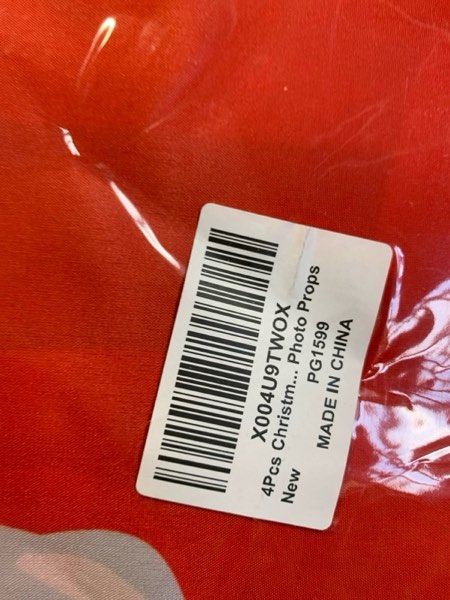 X004U9TWOX
4Pcs Christm... Photo Props
New
PG1599
MADE IN CHINA